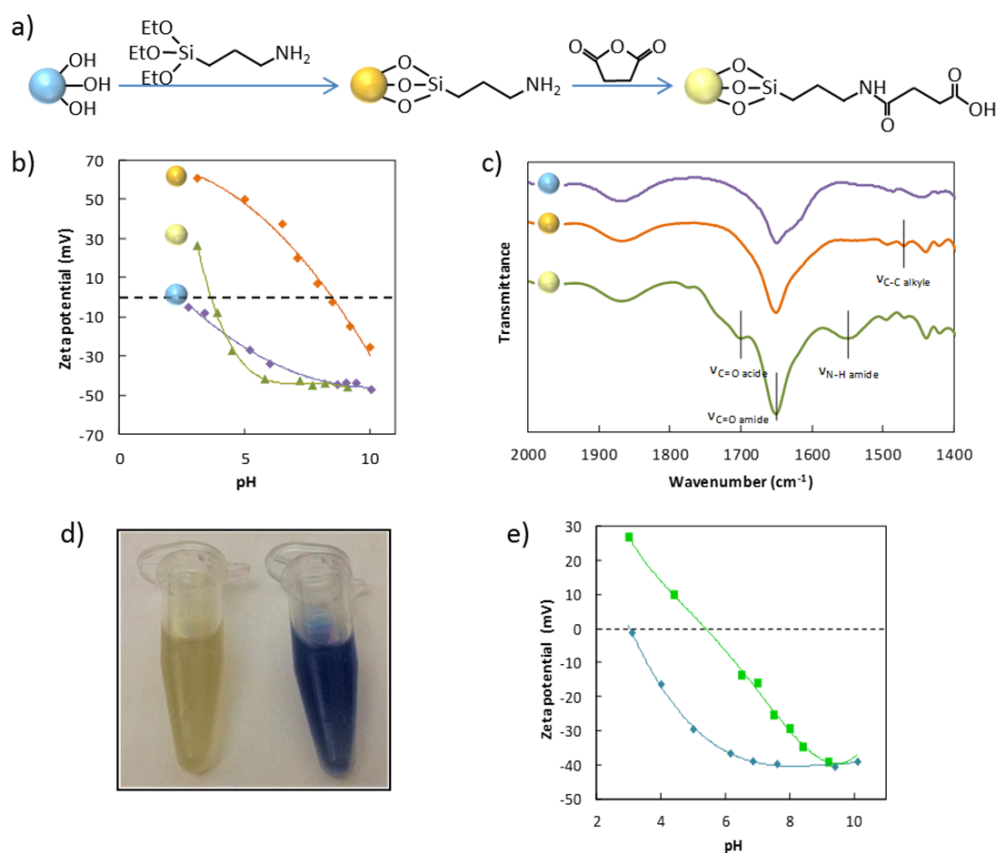 a)
EtO
EtO
EtO
Si
NH2
OH
OH
OH
O
O
O
Si
NH2
O
O
O
O
O
O
Si
NH
O
O
OH
b)
Zeta potential (mV)
70
50
30
10
-10
-30
-50
-70
0
5
10
pH
c)
Transmittance
νC-C alkyle
νC=O acide
νN-H amide
νC=O amide
2000
1900
1800
1700
1600
1500
1400
Wavenumber (cm-1)
d)
e)
Zeta potential (mV)
30
20
10
0
-10
-20
-30
-40
-50
2
4
6
8
10
pH